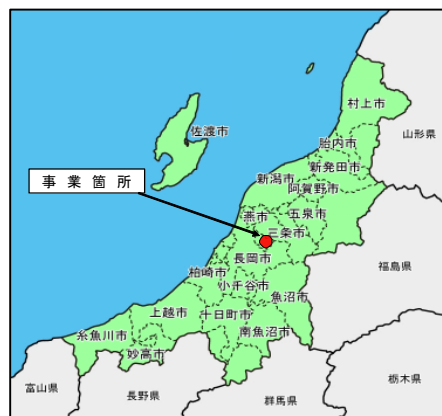 村上市
山形県
佐渡市
胎内市
新発田市
事業箇所
新潟市
阿賀野市
燕市
五泉市
三条市
長岡市
福島県
柏崎市
小千谷市
魚沼市
上越市
十日町市
糸魚川市
南魚沼市
妙高市
富山県
長野県
群馬県
栃木県